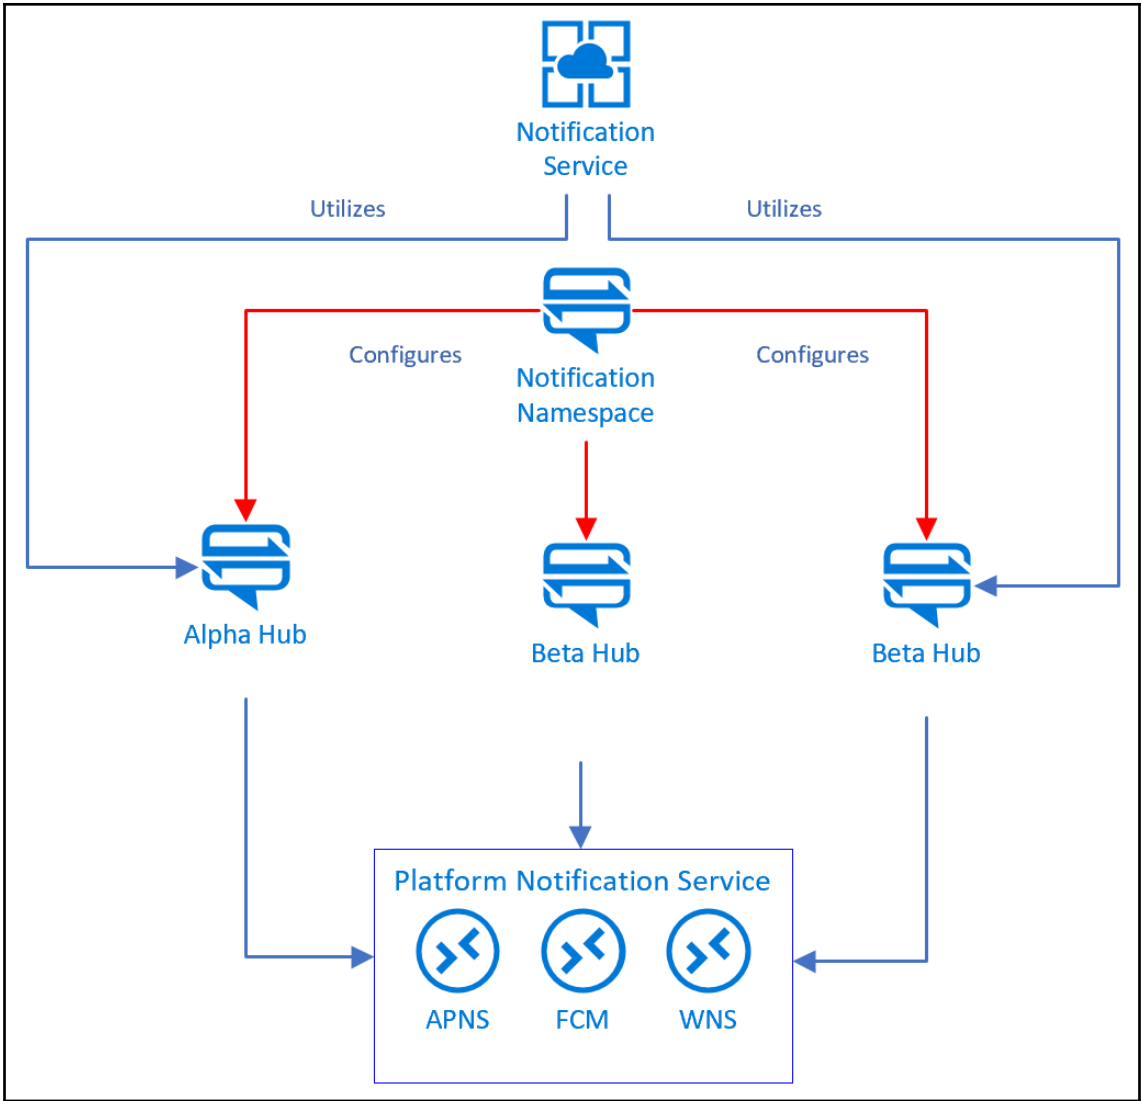 Notification
Service
Utilizes
Utilizes
Configures
Configures
Notification
Namespace
Alpha Hub
Beta Hub
Beta Hub
Platform Notification Service
APNS
FCM
WNS